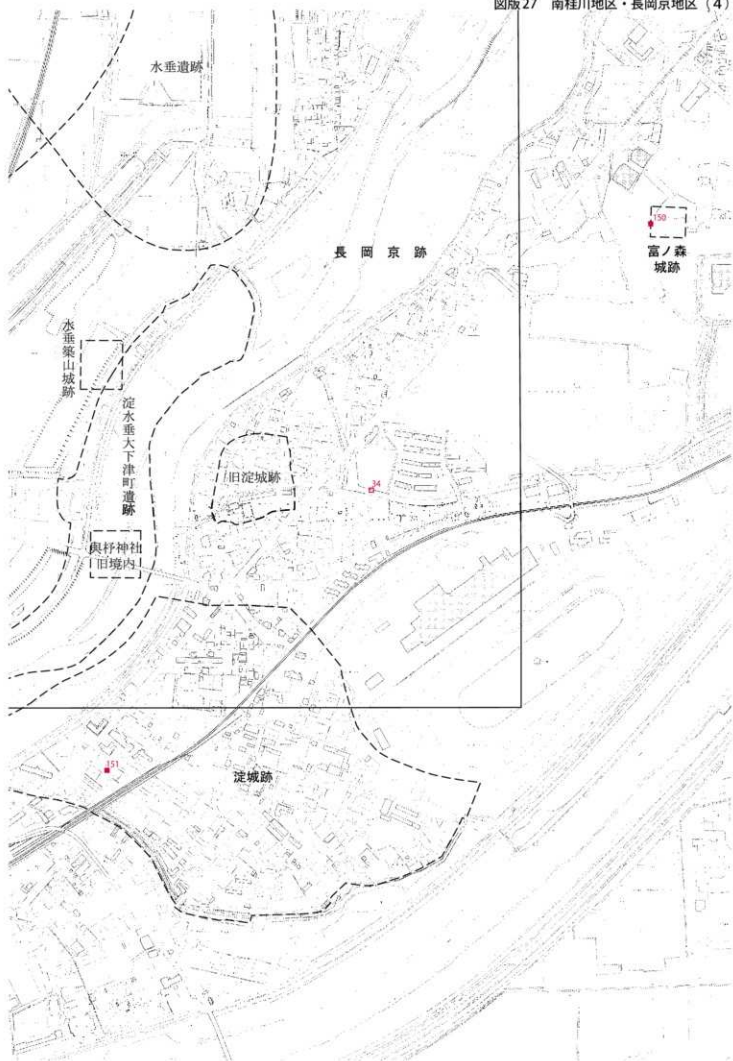 図版27 南桂川地区・長岡京地区（4）
水垂遺跡
長岡京跡
150
富ノ森
城跡
水垂築山城跡
淀水垂大下津町遺跡
旧淀城跡
34
與杼神社
旧境内
151
淀城跡